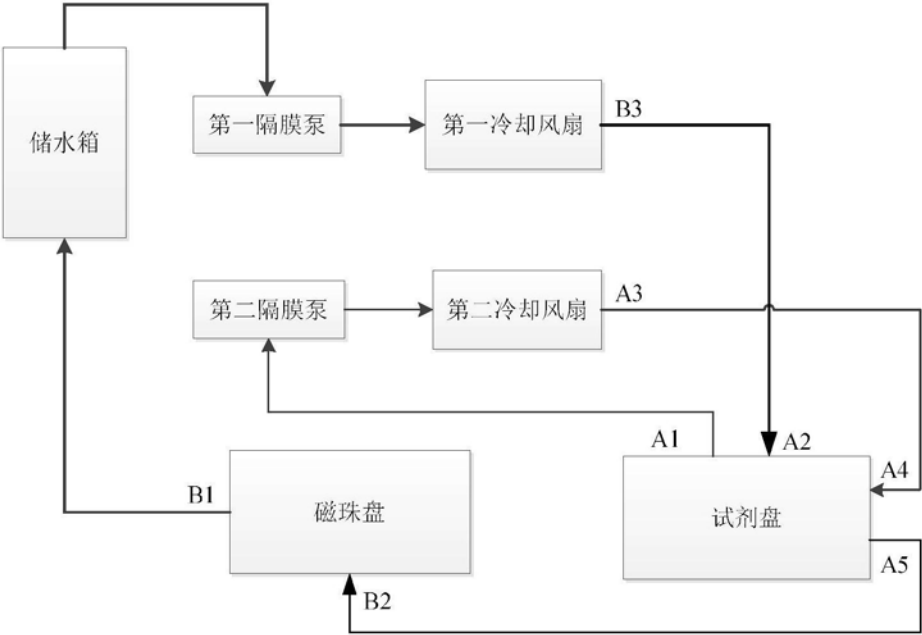 储水箱
第一隔膜泵
第一冷却风扇
B3
第二隔膜泵
第二冷却风扇
A3
A1
A2
A4
B1
磁珠盘
试剂盘
A5
B2